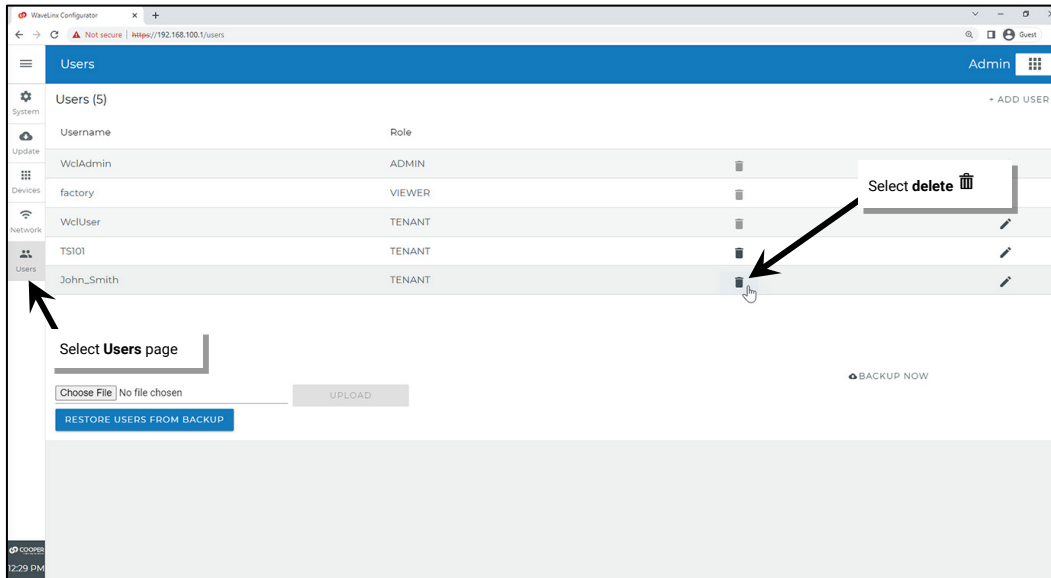 WaveLinx Configurator
Not secure | https://192.168.100.1/users
Guest
Users
Admin
System
Users (5)
+ ADD USER
Update
Username
Role
WclAdmin
ADMIN
Devices
factory
VIEWER
Select delete
Network
WclUser
TENANT
Users
TS101
TENANT
John_Smith
TENANT
Select Users page
BACKUP NOW
Choose File No file chosen
UPLOAD
RESTORE USERS FROM BACKUP
COOPER
12:29 PM